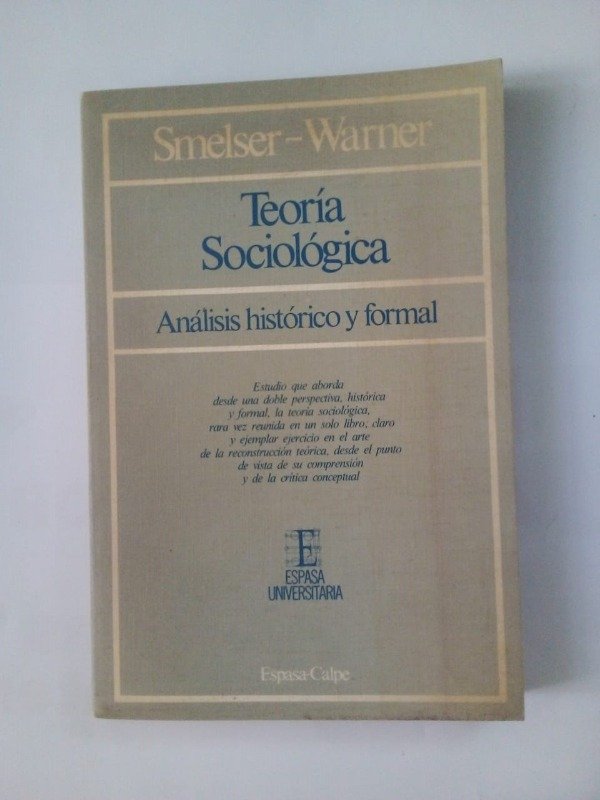 Smelser-Warner
Teoría
Sociológica
Análisis histórico y formal
Estudio que aborda
desde una doble perspectiva, histórica
y formal, la teoría sociológica,
rara vez reunida en un solo libro, claro
y ejemplar ejercicio en el arte
de la reconstrucción teórica, desde el punto
de vista de su comprensión
y de la crítica conceptual
E
ESPASA
UNIVERSITARIA
Espasa-Calpe